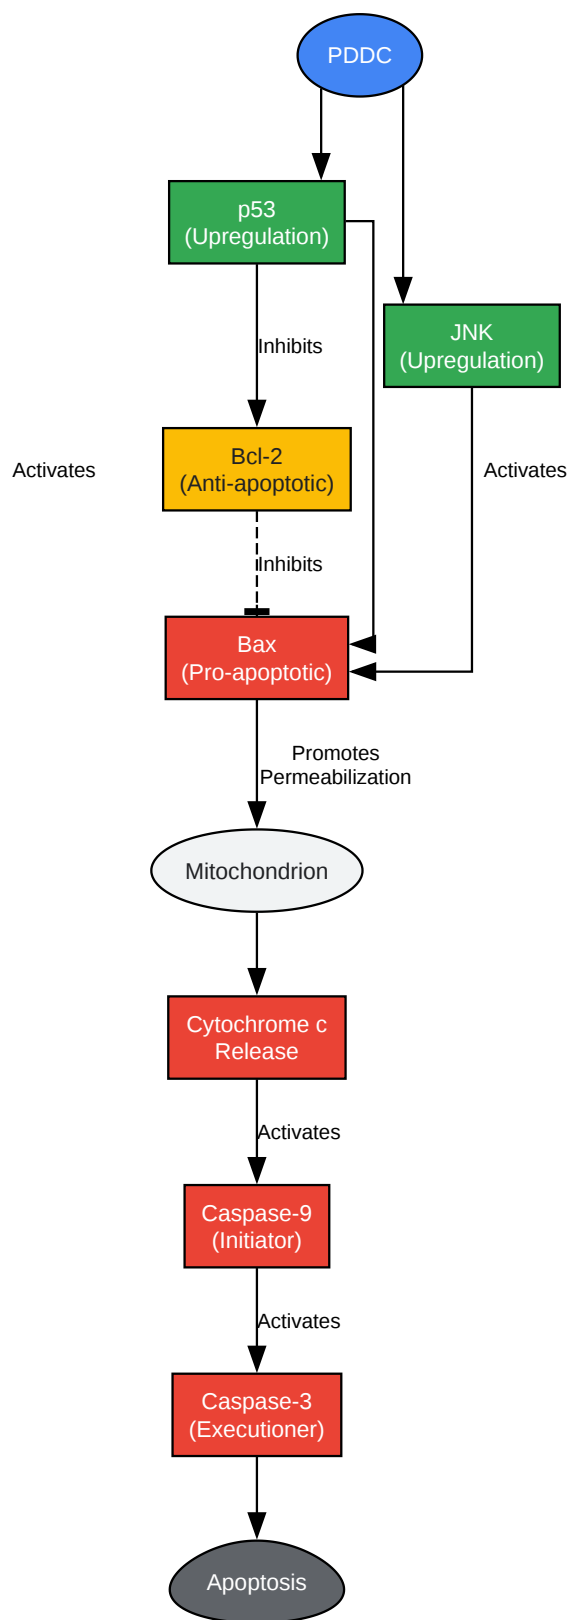 PDDC
p53
(Upregulation)
JNK
(Upregulation)
Inhibits
Bcl-2
(Anti-apoptotic)
Activates
Activates
Inhibits
Bax
(Pro-apoptotic)
Promotes
Permeabilization
Mitochondrion
Cytochrome c
Release
Activates
Caspase-9
(Initiator)
Activates
Caspase-3
(Executioner)
Apoptosis